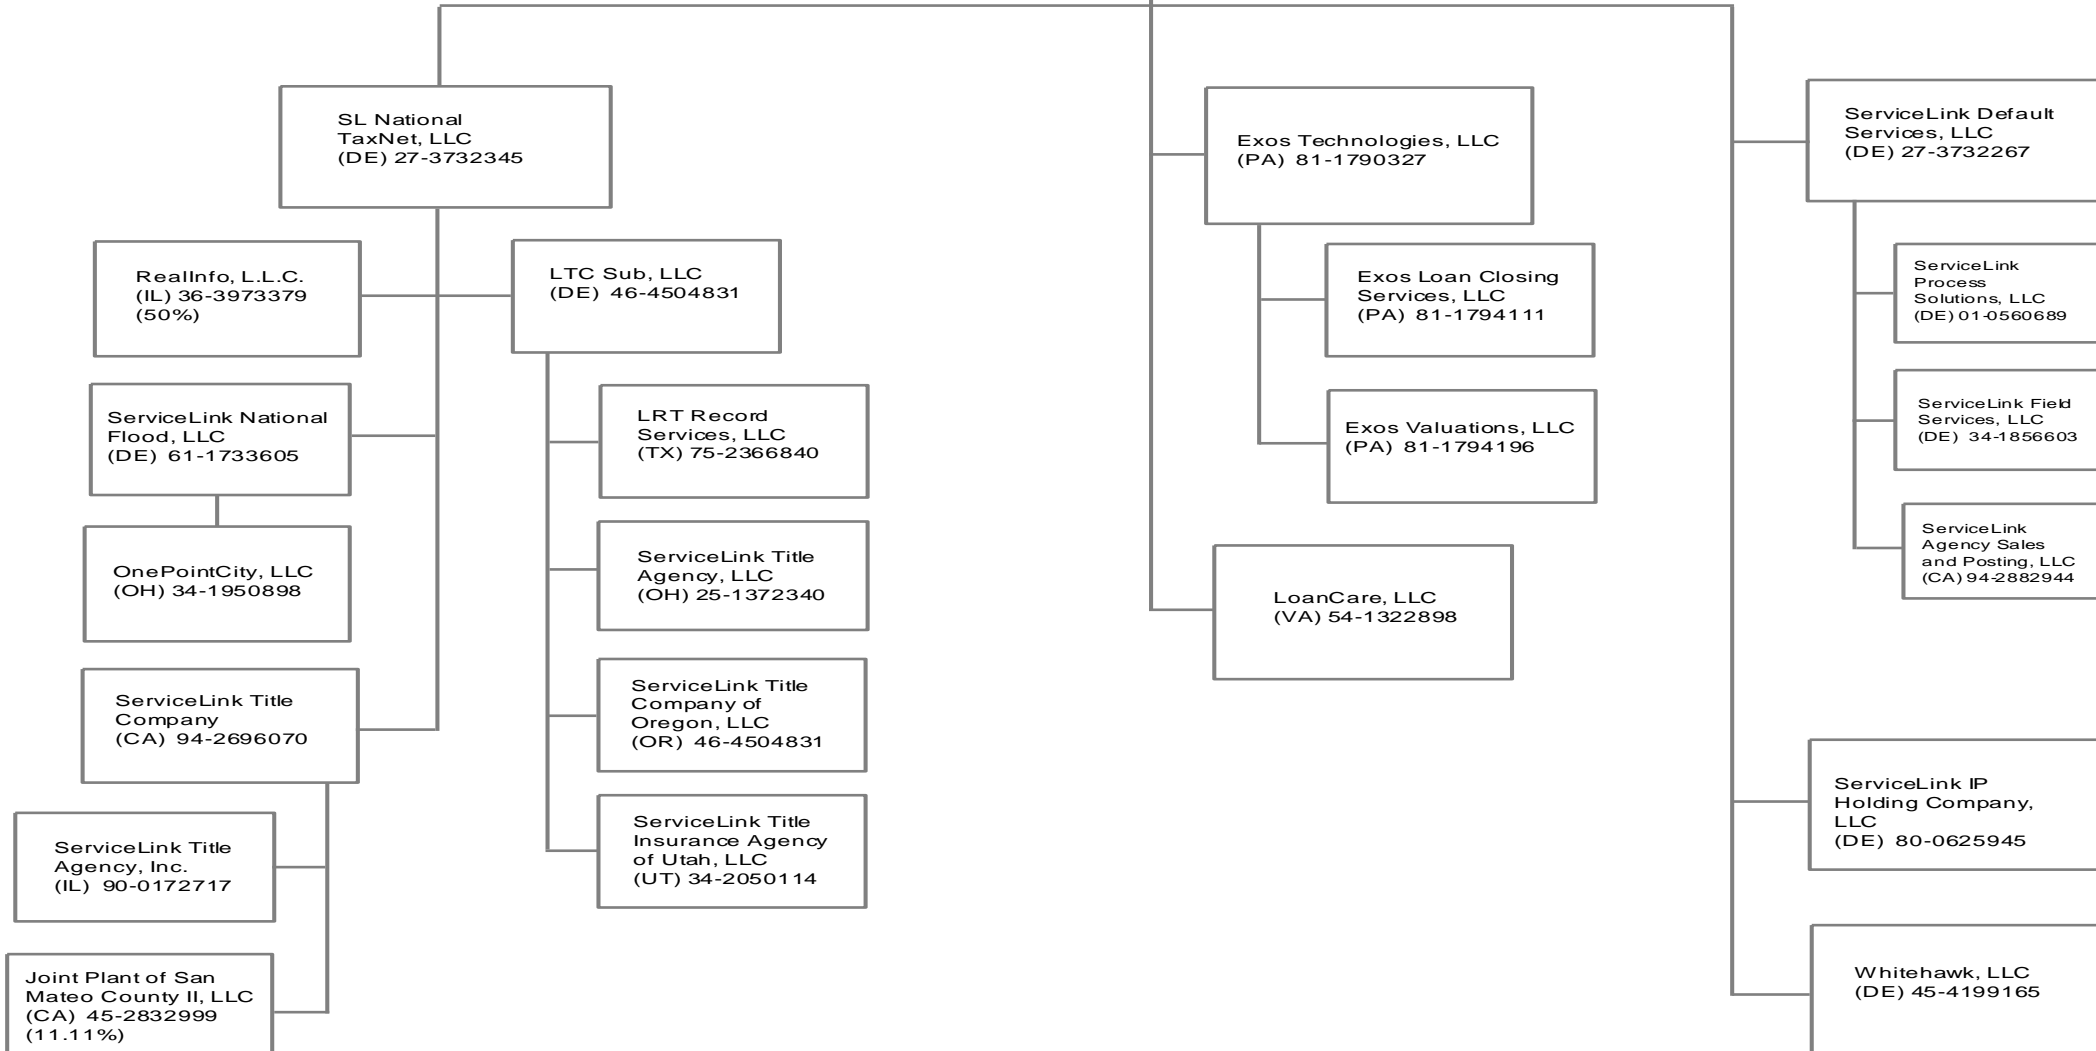 SL National
TaxNet, LLC
(DE) 27-3732345
RealInfo, L.L.C.
(IL) 36-3973379
(50%)
LTC Sub, LLC
(DE) 46-4504831
ServiceLink National
Flood, LLC
(DE) 61-1733605
OnePointCity, LLC
(OH) 34-1950898
ServiceLink Title
Company
(CA) 94-2696070
ServiceLink Title
Agency, Inc.
(IL) 90-0172717
Joint Plant of San
Mateo County II, LLC
(CA) 45-2832999
(11.11%)
LRT Record
Services, LLC
(TX) 75-2366840
ServiceLink Title
Agency, LLC
(OH) 25-1372340
ServiceLink Title
Company of
Oregon, LLC
(OR) 46-4504831
ServiceLink Title
Insurance Agency
of Utah, LLC
(UT) 34-2050114
Exos Technologies, LLC
(PA) 81-1790327
Exos Loan Closing
Services, LLC
(PA) 81-1794111
Exos Valuations, LLC
(PA) 81-1794196
LoanCare, LLC
(VA) 54-1322898
ServiceLink Default
Services, LLC
(DE) 27-3732267
ServiceLink
Process
Solutions, LLC
(DE) 01-0560689
ServiceLink Field
Services, LLC
(DE) 34-1856603
ServiceLink
Agency Sales
and Posting, LLC
(CA) 94-2882944
ServiceLink IP
Holding Company,
LLC
(DE) 80-0625945
Whitehawk, LLC
(DE) 45-4199165